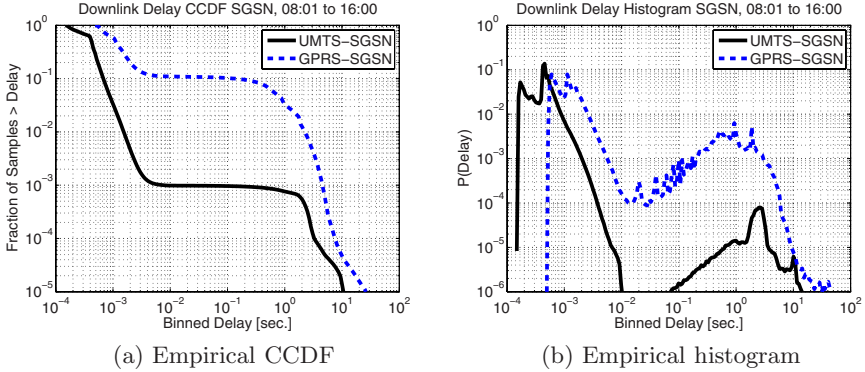 Downlink Delay CCDF SGSN, 08:01 to 16:00
UMTS−SGSN
GPRS−SGSN
10^0
10^−1
10^−2
10^−3
10^−4
10^−5
Fraction of Samples > Delay
10^−4 10^−3 10^−2 10^−1 10^0 10^1 10^2
Binned Delay [sec.]
(a) Empirical CCDF
Downlink Delay Histogram SGSN, 08:01 to 16:00
UMTS−SGSN
GPRS−SGSN
10^0
10^−1
10^−2
10^−3
10^−4
10^−5
10^−6
P(Delay)
10^−4 10^−3 10^−2 10^−1 10^0 10^1 10^2
Binned Delay [sec.]
(b) Empirical histogram